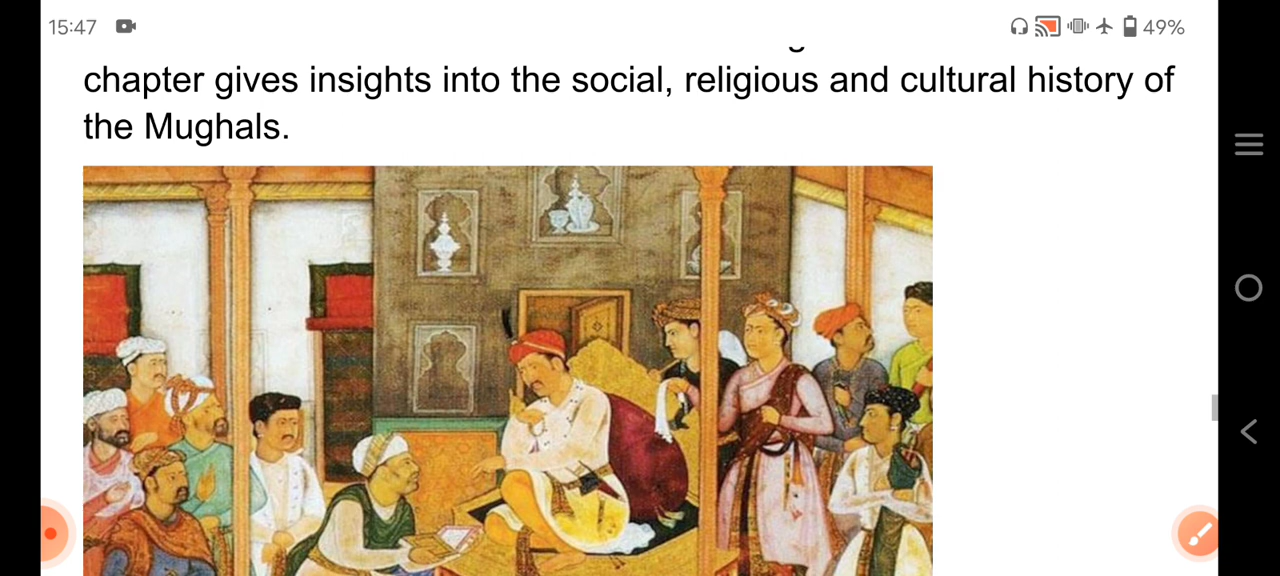 15:47
49%
chapter gives insights into the social, religious and cultural history of
the Mughals.